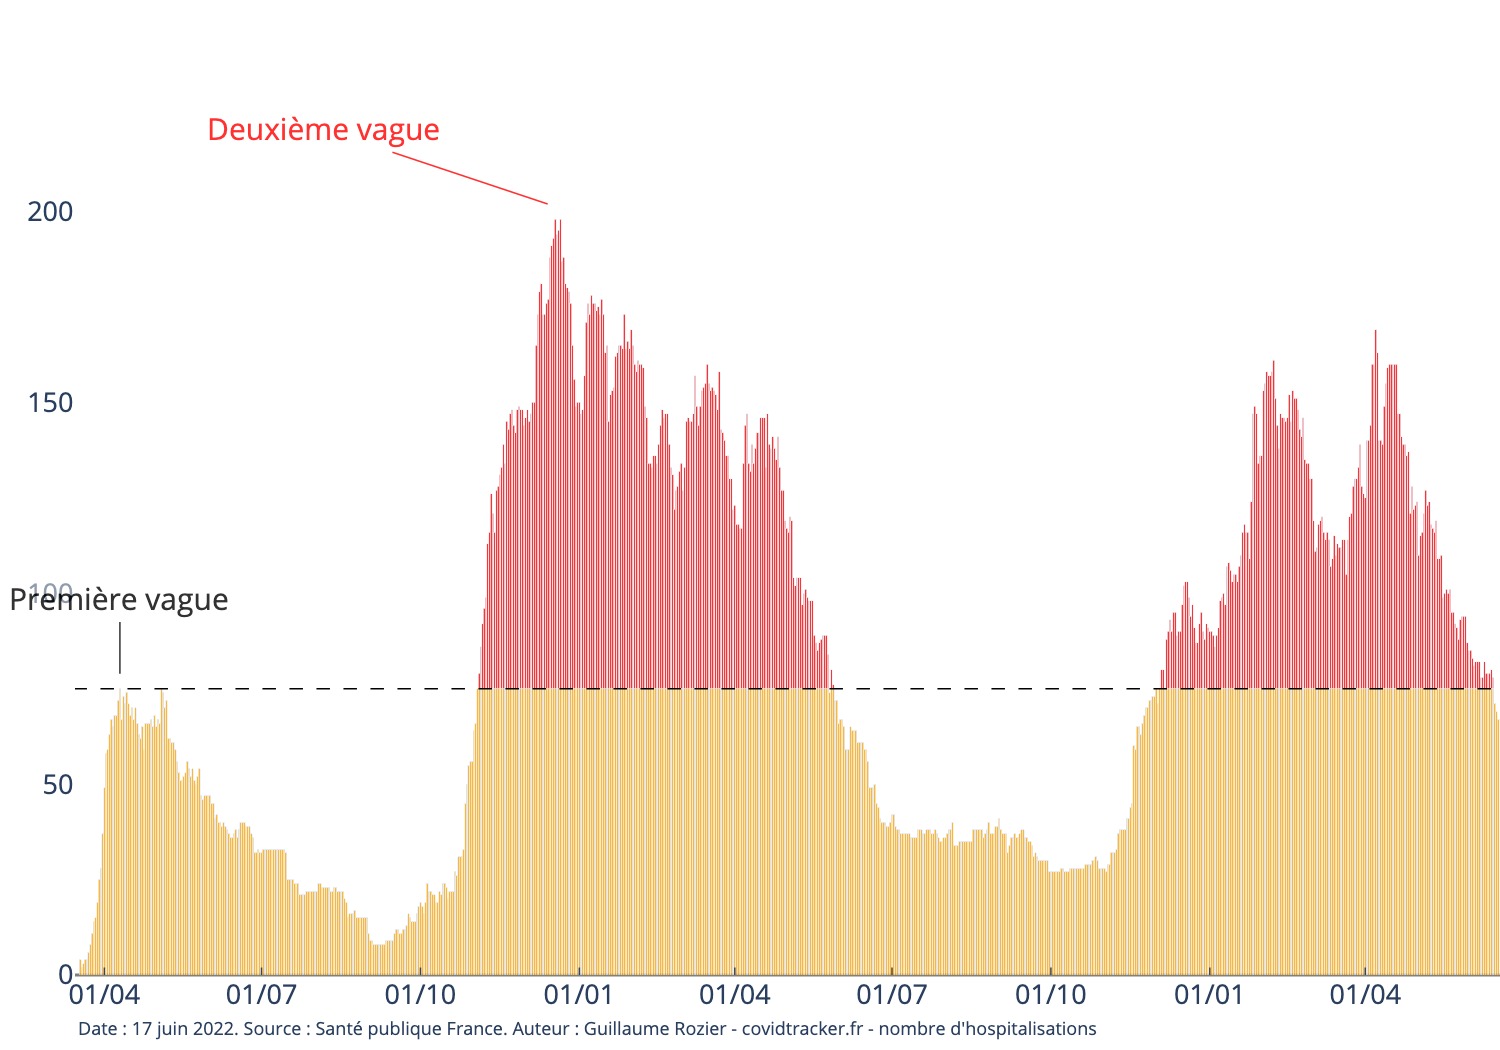 Deuxième vague
200
150
100
Première vague
50
0
01/04 01/07 01/10 01/01 01/04 01/07 01/10 01/01 01/04
Date : 17 juin 2022. Source : Santé publique France. Auteur : Guillaume Rozier - covidtracker.fr - nombre d'hospitalisations